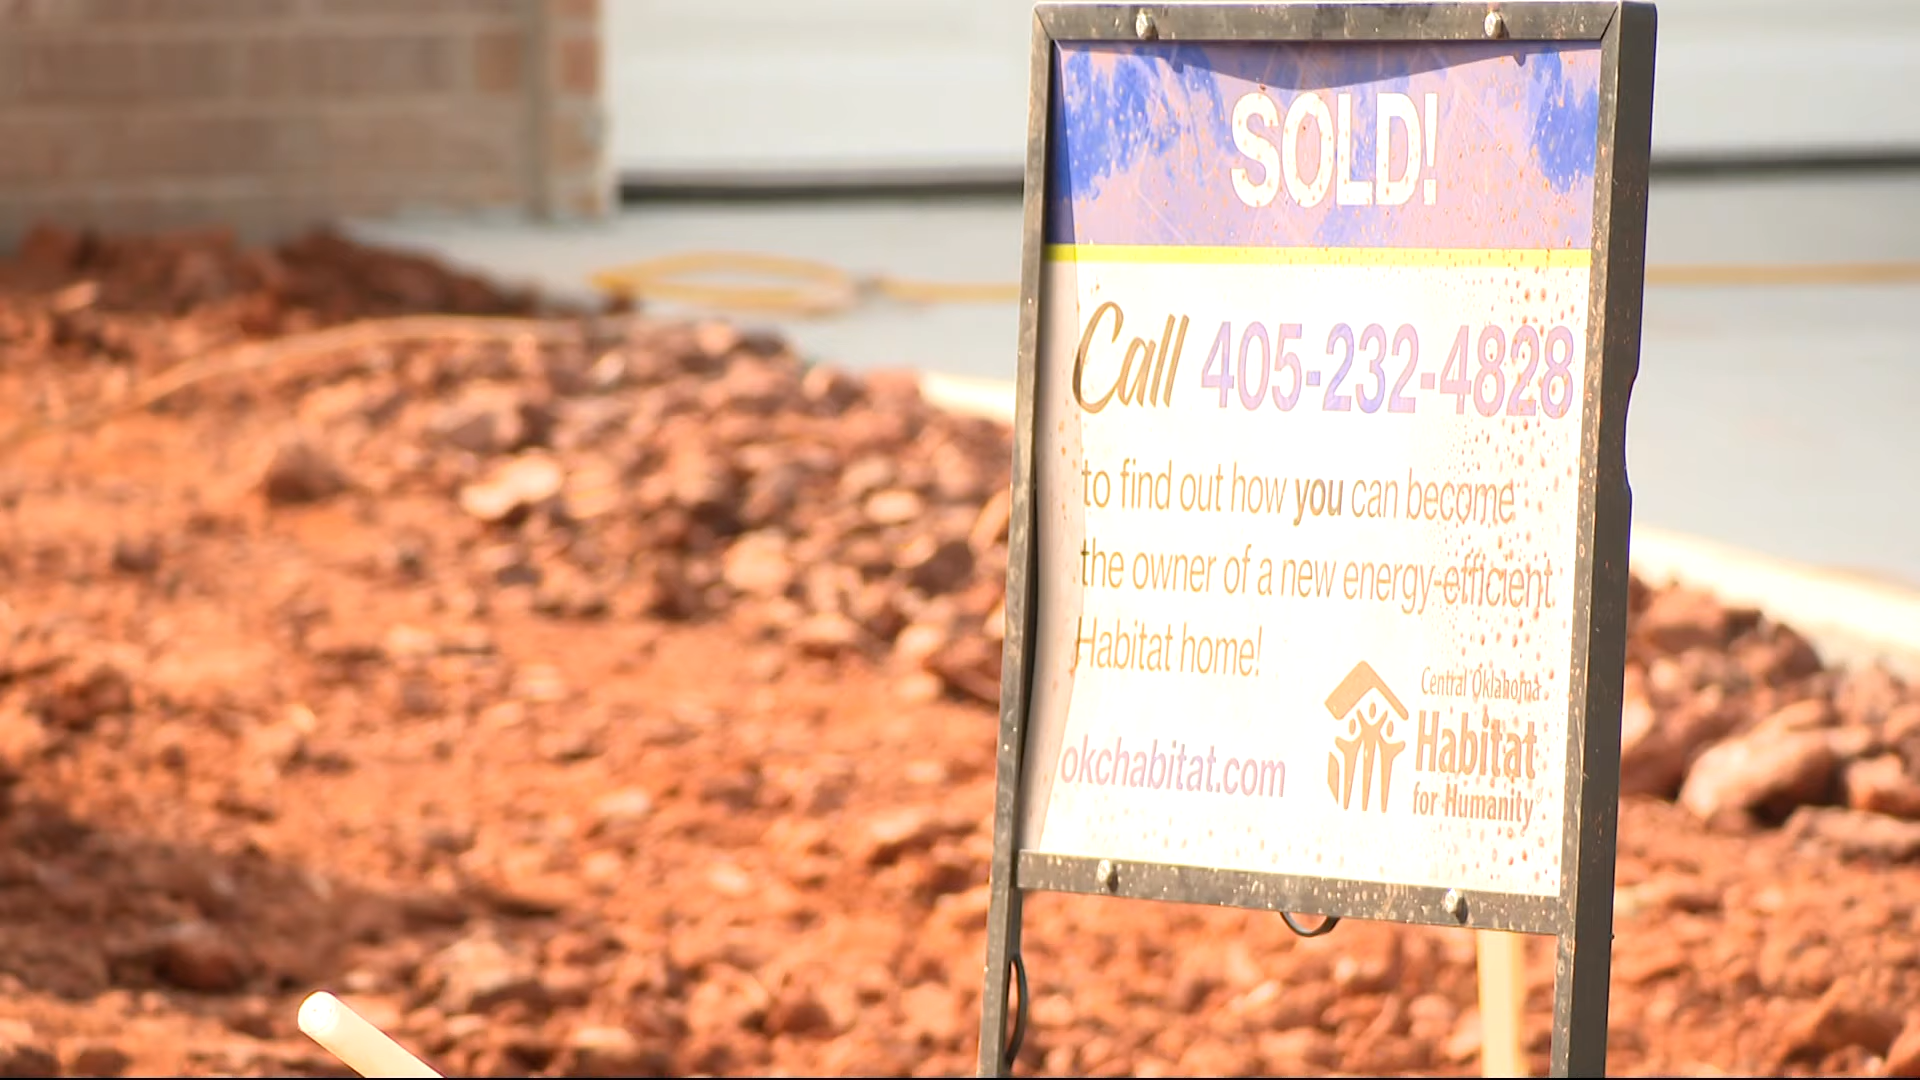 SOLD!
Call 405-232-4828
to find out how you can become
the owner of a new energy-efficient
Habitat home!
Central Oklahoma
Habitat
for Humanity
okchabitat.com